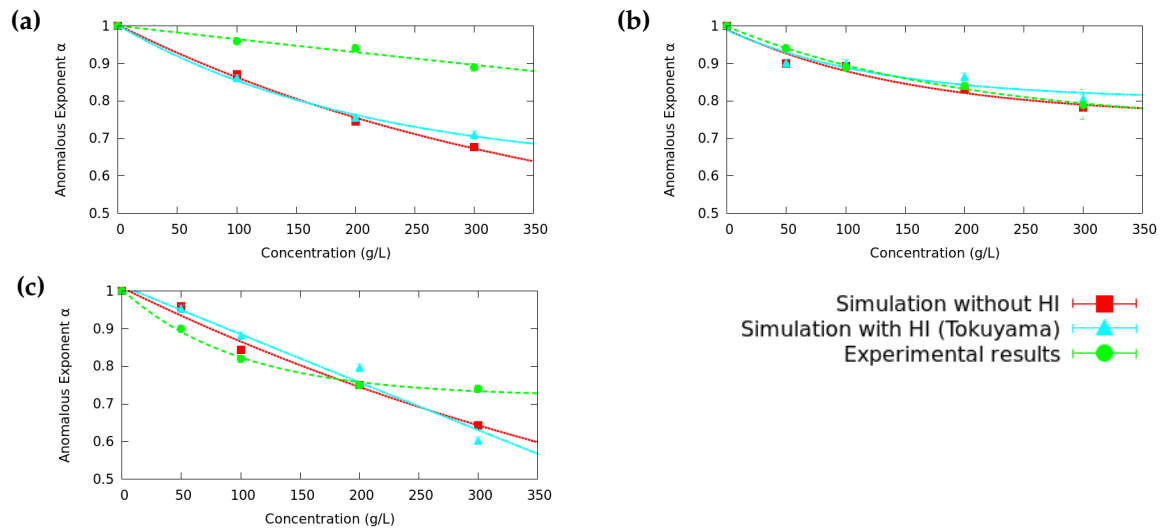 (a)
1
0.9
0.8
0.7
0.6
0.5
Anomalous Exponent α
0 50 100 150 200 250 300 350
Concentration (g/L)
(b)
1
0.9
0.8
0.7
0.6
0.5
Anomalous Exponent α
0 50 100 150 200 250 300 350
Concentration (g/L)
(c)
1
0.9
0.8
0.7
0.6
0.5
Anomalous Exponent α
0 50 100 150 200 250 300 350
Concentration (g/L)
Simulation without HI
Simulation with HI (Tokuyama)
Experimental results